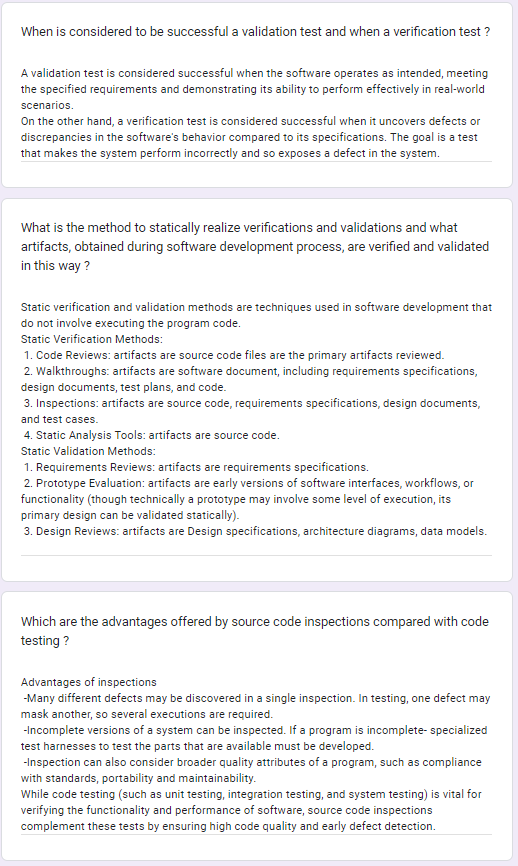 When is considered to be successful a validation test and when a verification test ?
A validation test is considered successful when the software operates as intended, meeting
the specified requirements and demonstrating its ability to perform effectively in real-world
scenarios.
On the other hand, a verification test is considered successful when it uncovers defects or
discrepancies in the software's behavior compared to its specifications. The goal is a test
that makes the system perform incorrectly and so exposes a defect in the system.
What is the method to statically realize verifications and validations and what
artifacts, obtained during software development process, are verified and validated
in this way ?
Static verification and validation methods are techniques used in software development that
do not involve executing the program code.
Static Verification Methods:
1. Code Reviews: artifacts are source code files are the primary artifacts reviewed.
2. Walkthroughs: artifacts are software document, including requirements specifications,
design documents, test plans, and code.
3. Inspections: artifacts are source code, requirements specifications, design documents,
and test cases.
4. Static Analysis Tools: artifacts are source code.
Static Validation Methods:
1. Requirements Reviews: artifacts are requirements specifications.
2. Prototype Evaluation: artifacts are early versions of software interfaces, workflows, or
functionality (though technically a prototype may involve some level of execution, its
primary design can be validated statically).
3. Design Reviews: artifacts are Design specifications, architecture diagrams, data models.
Which are the advantages offered by source code inspections compared with code
testing ?
Advantages of inspections
-Many different defects may be discovered in a single inspection. In testing, one defect may
mask another, so several executions are required.
-Incomplete versions of a system can be inspected. If a program is incomplete- specialized
test harnesses to test the parts that are available must be developed.
-Inspection can also consider broader quality attributes of a program, such as compliance
with standards, portability and maintainability.
While code testing (such as unit testing, integration testing, and system testing) is vital for
verifying the functionality and performance of software, source code inspections
complement these tests by ensuring high code quality and early defect detection.